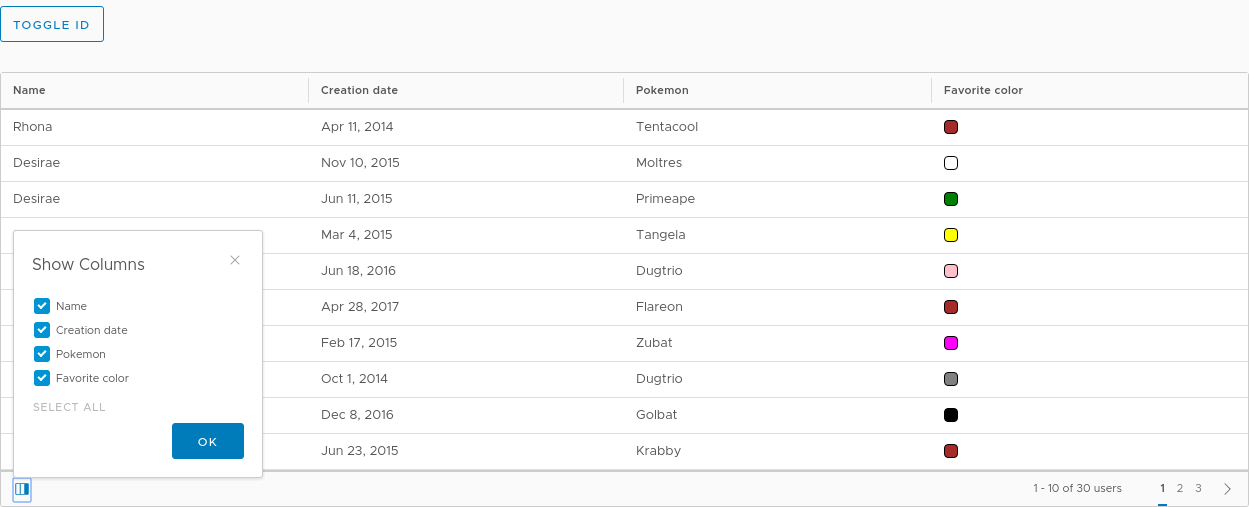 TOGGLE ID
Name Creation date Pokemon Favorite color
Rhona Apr 11, 2014 Tentacool
Desirae Nov 10, 2015 Moltres
Desirae Jun 11, 2015 Primeape
Mar 4, 2015 Tangela
Jun 18, 2016 Dugtrio
Apr 28, 2017 Flareon
Feb 17, 2015 Zubat
Oct 1, 2014 Dugtrio
Dec 8, 2016 Golbat
Jun 23, 2015 Krabby
Show Columns
Name
Creation date
Pokemon
Favorite color
SELECT ALL
OK
1 - 10 of 30 users 1 2 3